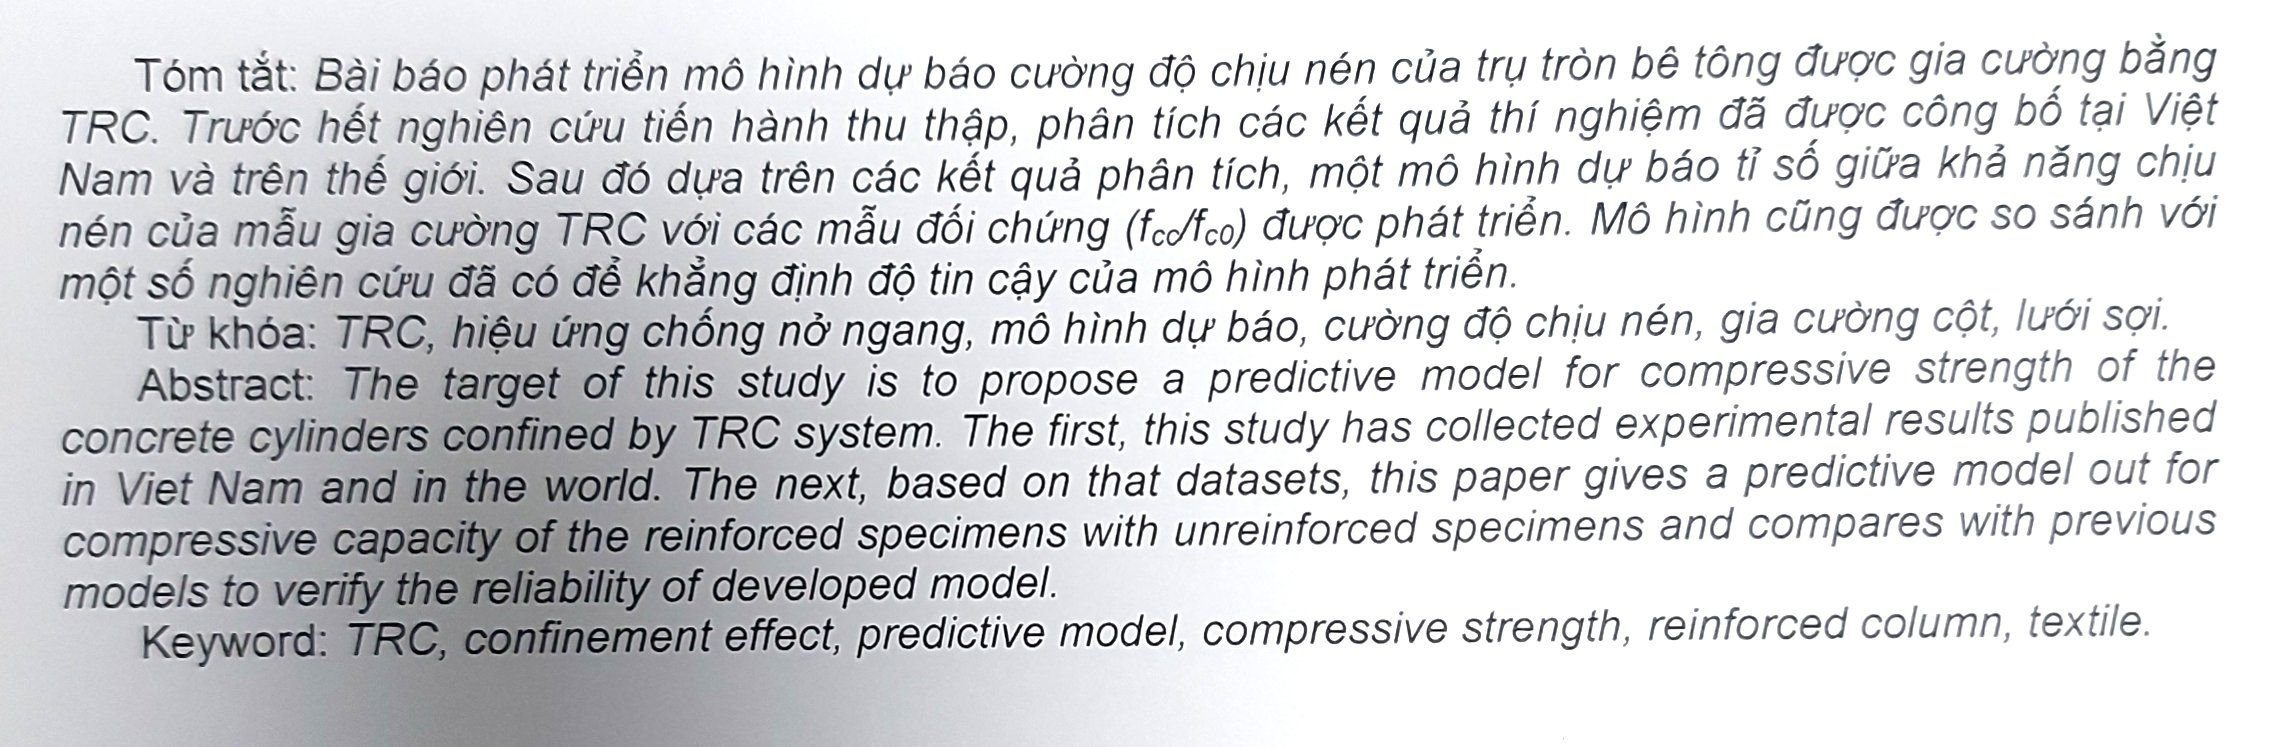 Tóm tắt: Bài báo phát triển mô hình dự báo cường độ chịu nén của trụ tròn bê tông được gia cường bằng
TRC. Trước hết nghiên cứu tiến hành thu thập, phân tích các kết quả thí nghiệm đã được công bố tại Việt
Nam và trên thế giới. Sau đó dựa trên các kết quả phân tích, một mô hình dự báo tỉ số giữa khả năng chịu
nén của mẫu gia cường TRC với các mẫu đối chứng (fcc/fc0) được phát triển. Mô hình cũng được so sánh với
một số nghiên cứu đã có để khẳng định độ tin cậy của mô hình phát triển.
Từ khóa: TRC, hiệu ứng chống nở ngang, mô hình dự báo, cường độ chịu nén, gia cường cột, lưới sợi.
Abstract: The target of this study is to propose a predictive model for compressive strength of the
concrete cylinders confined by TRC system. The first, this study has collected experimental results published
in Viet Nam and in the world. The next, based on that datasets, this paper gives a predictive model out for
compressive capacity of the reinforced specimens with unreinforced specimens and compares with previous
models to verify the reliability of developed model.
Keyword: TRC, confinement effect, predictive model, compressive strength, reinforced column, textile.